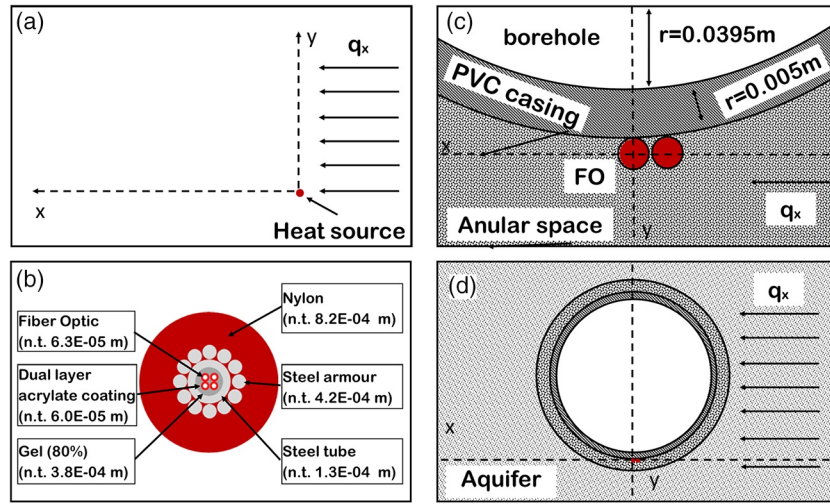 (a)
y
qx
x
Heat source
(b)
Fiber Optic
(n.t. 6.3E-05 m)
Dual layer
acrylate coating
(n.t. 6.0E-05 m)
Gel (80%)
(n.t. 3.8E-04 m)
Nylon
(n.t. 8.2E-04 m)
Steel armour
(n.t. 4.2E-04 m)
Steel tube
(n.t. 1.3E-04 m)
(c)
borehole
r=0.0395m
PVC casing
r=0.005m
x
FO
qx
Anular space
y
(d)
qx
x
Aquifer
y